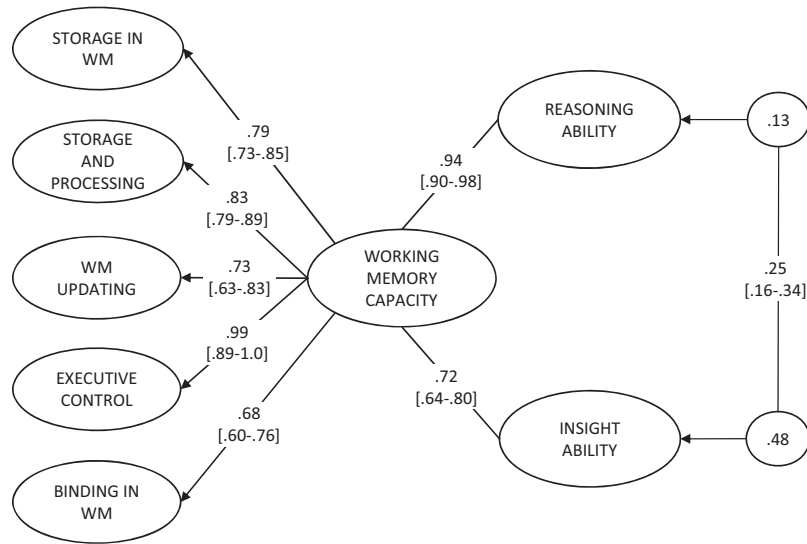 STORAGE IN
WM
STORAGE
AND
PROCESSING
WM
UPDATING
EXECUTIVE
CONTROL
BINDING IN
WM
.79
[.73-.85]
.83
[.79-.89]
.73
[.63-.83]
.99
[.89-1.0]
.68
[.60-.76]
WORKING
MEMORY
CAPACITY
.94
[.90-.98]
.72
[.64-.80]
REASONING
ABILITY
INSIGHT
ABILITY
.13
.25
[.16-.34]
.48